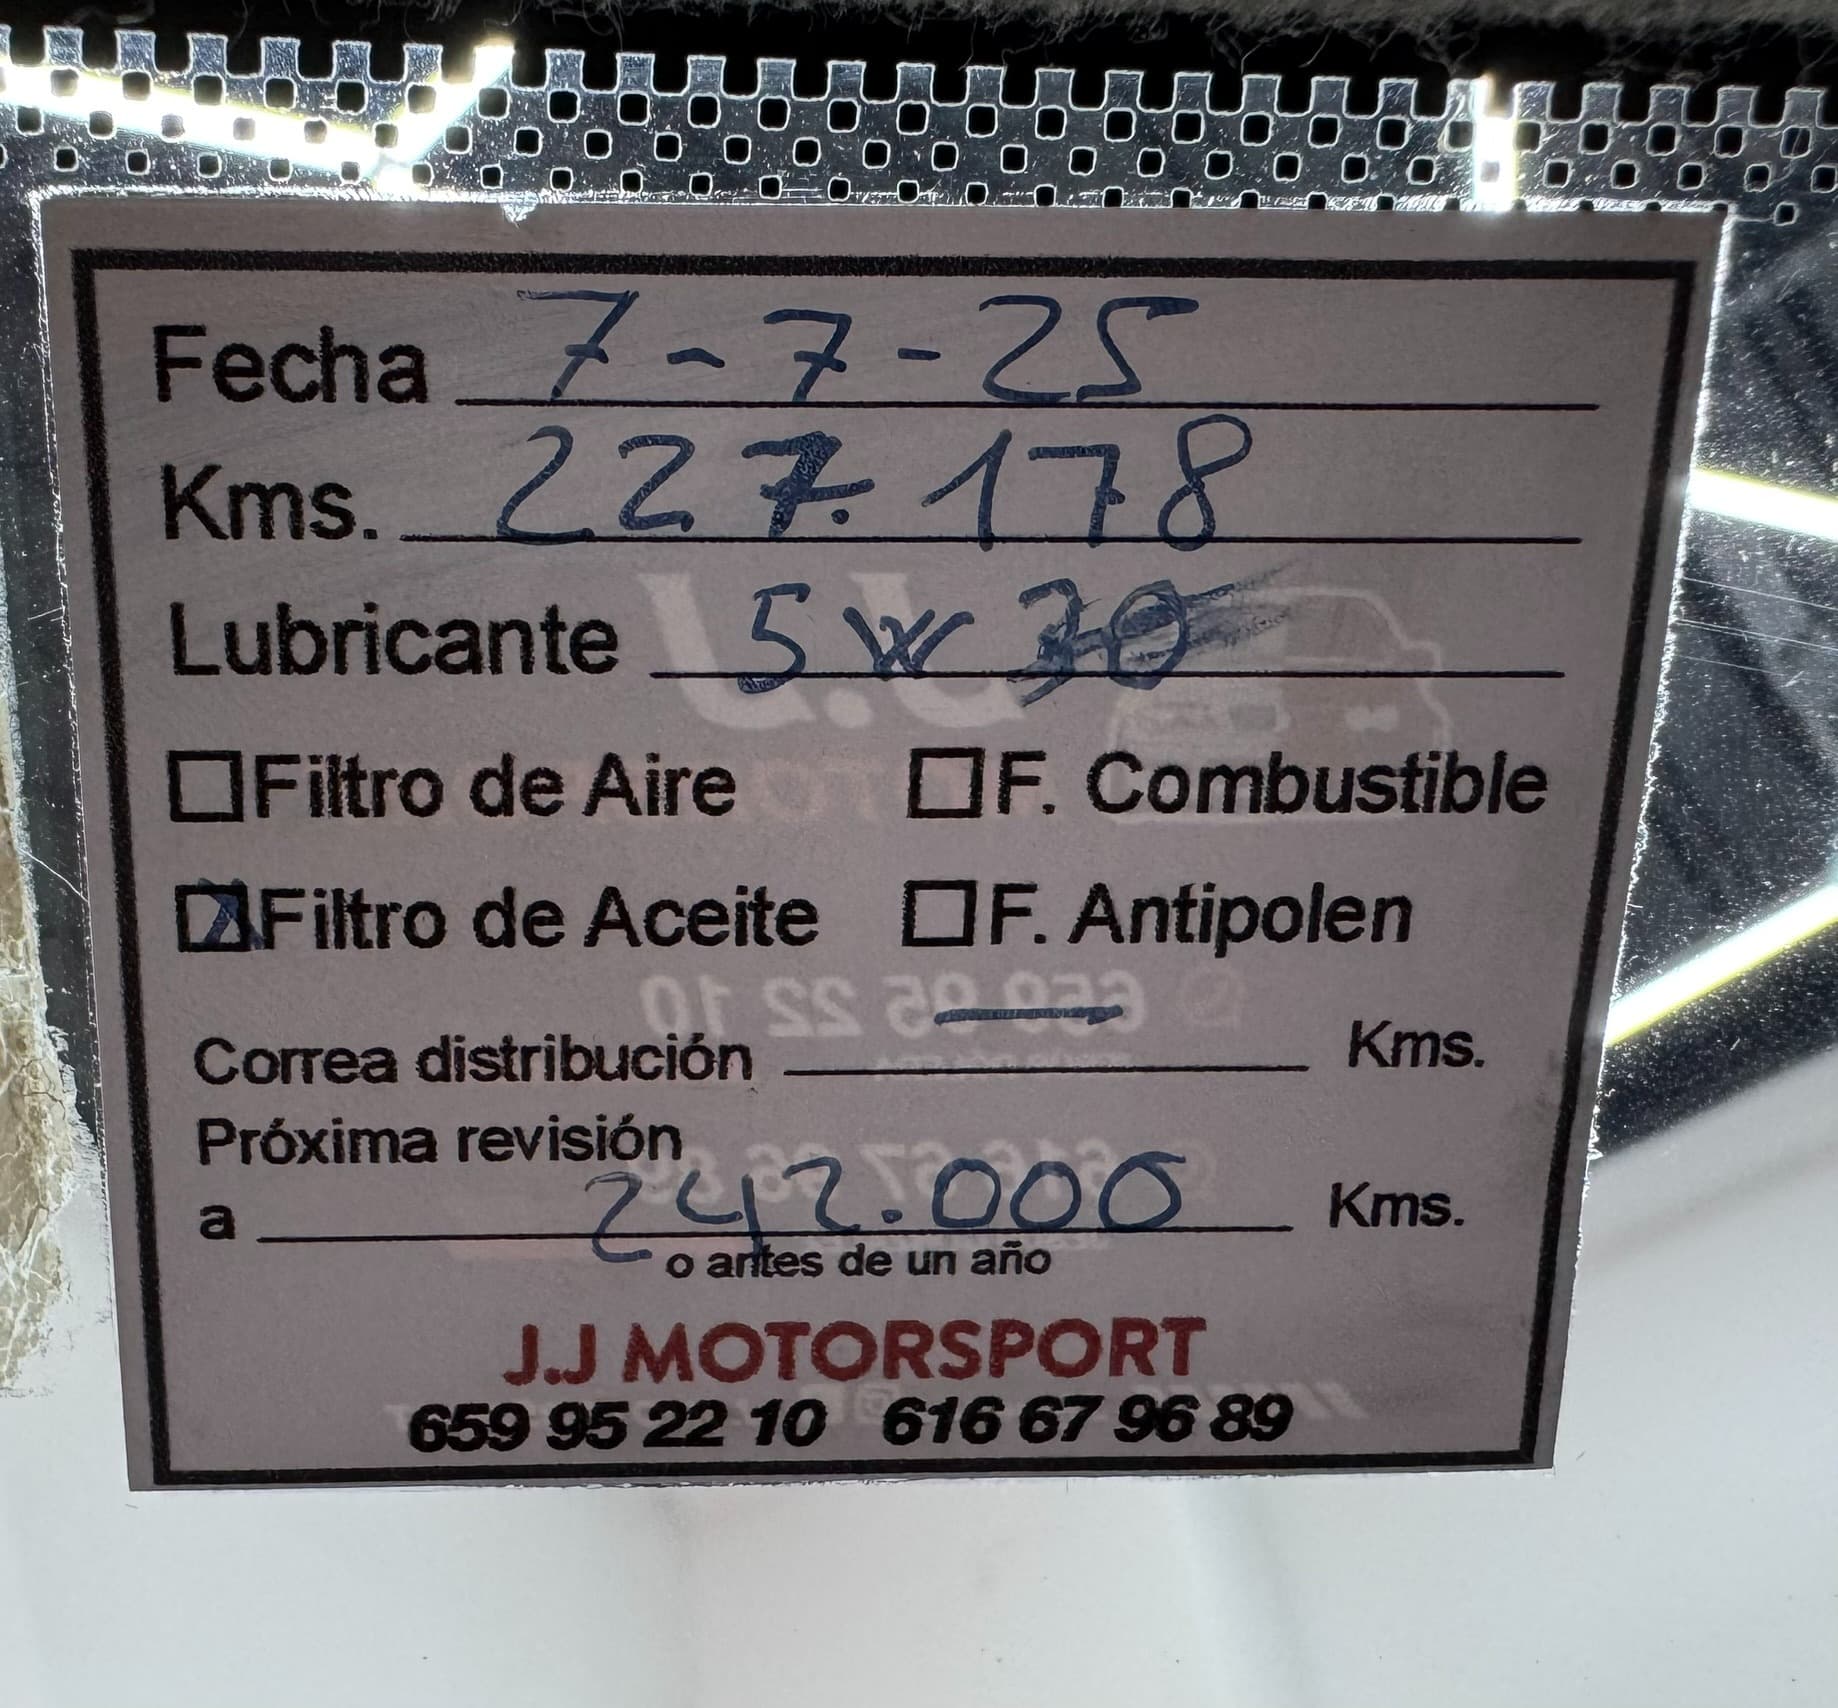 Fecha 7-7-25
Kms. 227.178
Lubricante 5w30
Filtro de Aire F. Combustible
Filtro de Aceite F. Antipolen
Correa distribución — Kms.
Próxima revisión
a 242.000 Kms.
o antes de un año
J.J MOTORSPORT
659 95 22 10 616 67 96 89